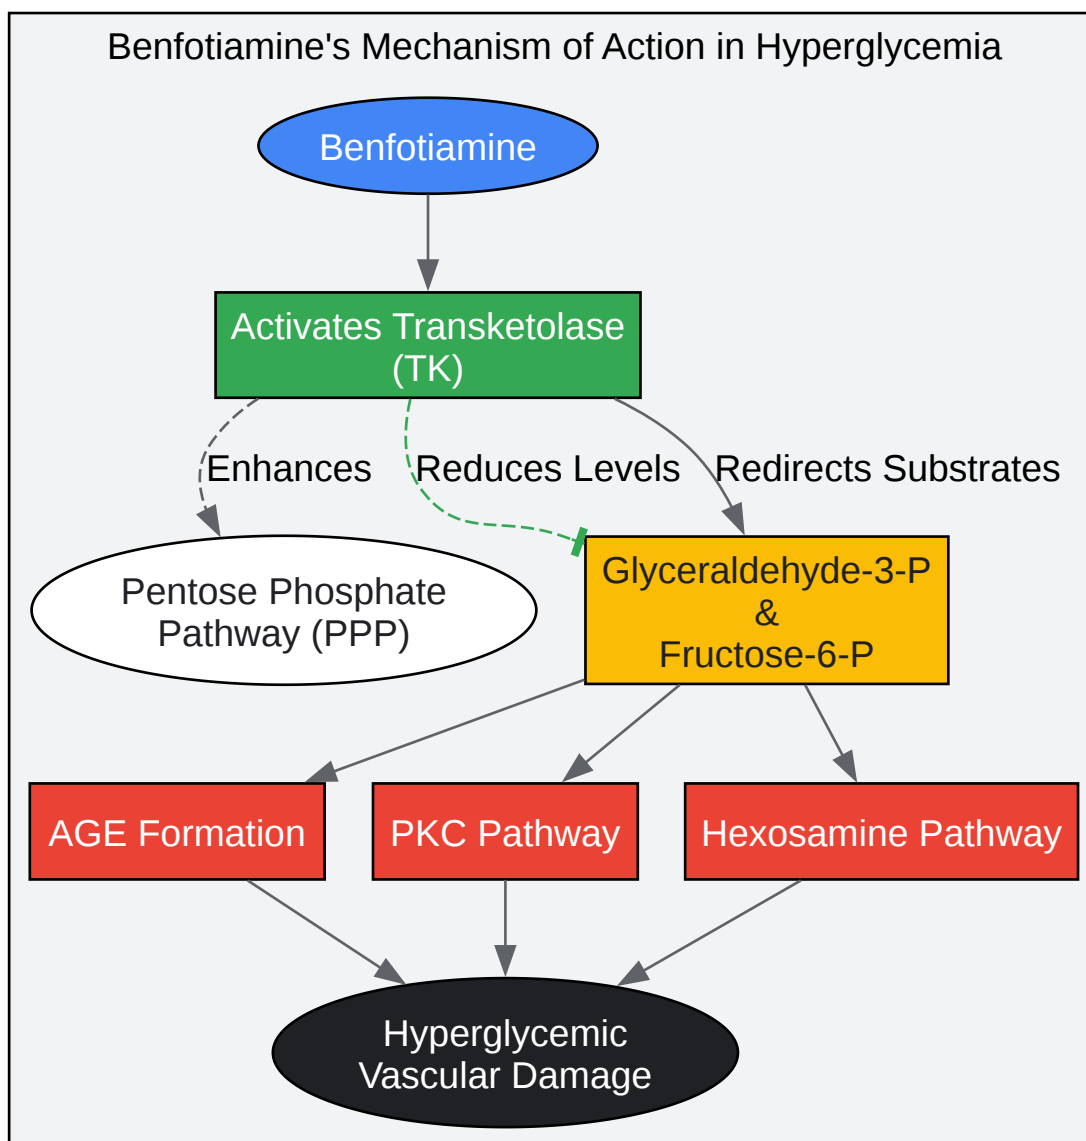 Benfotiamine's Mechanism of Action in Hyperglycemia
Benfotiamine
Activates Transketolase
(TK)
Enhances
Reduces Levels
Redirects Substrates
Pentose Phosphate
Pathway (PPP)
Glyceraldehyde-3-P
&
Fructose-6-P
AGE Formation
PKC Pathway
Hexosamine Pathway
Hyperglycemic
Vascular Damage